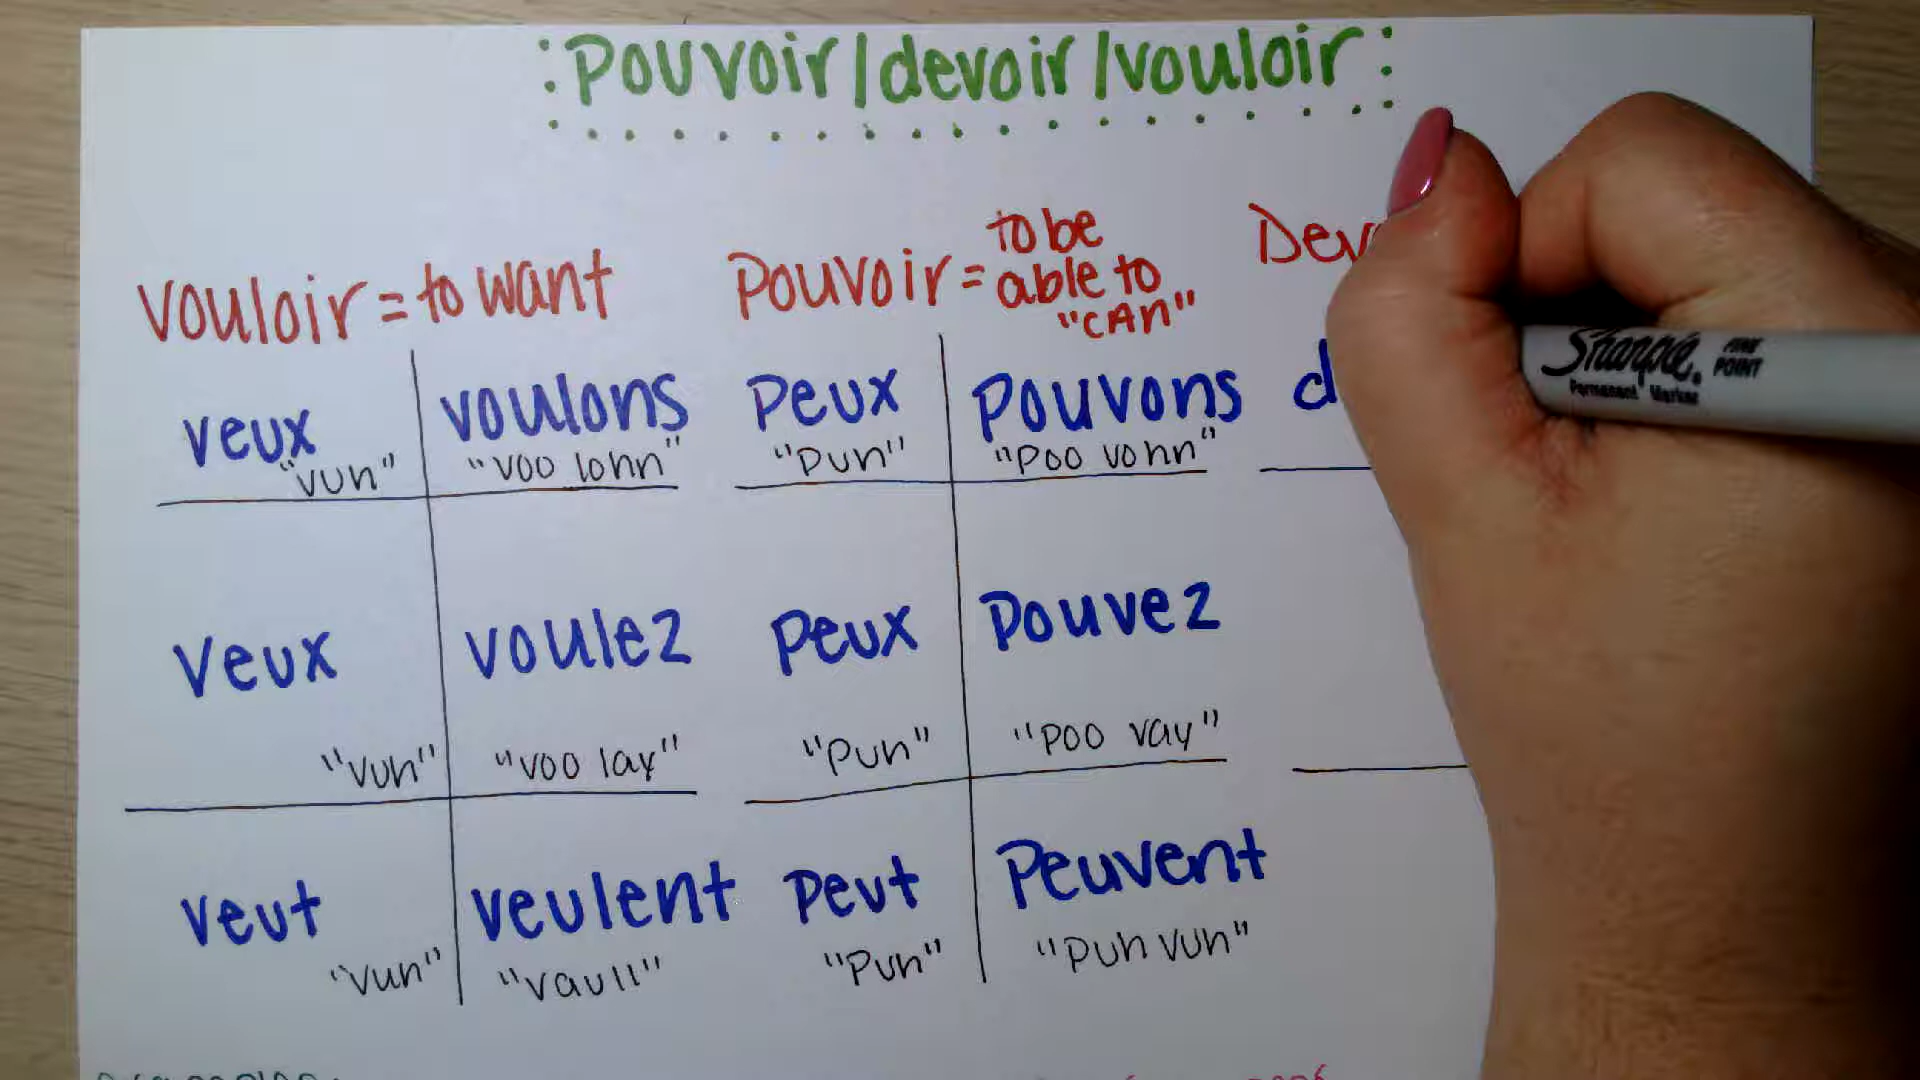 :pouvoir/devoir/vouloir:
vouloir = to want
veux
"vuh"
voulons
"voo lohn"
veux
"vuh"
voulez
"voo lay"
veut
"vuh"
veulent
"vaull"
pouvoir = to be able to "can"
peux
"puh"
pouvons
"poo vohn"
peux
"puh"
pouvez
"poo vay"
peut
"puh"
peuvent
"puh vuh"
Dev
d
Sharpie.
FINE POINT
Permanent Marker